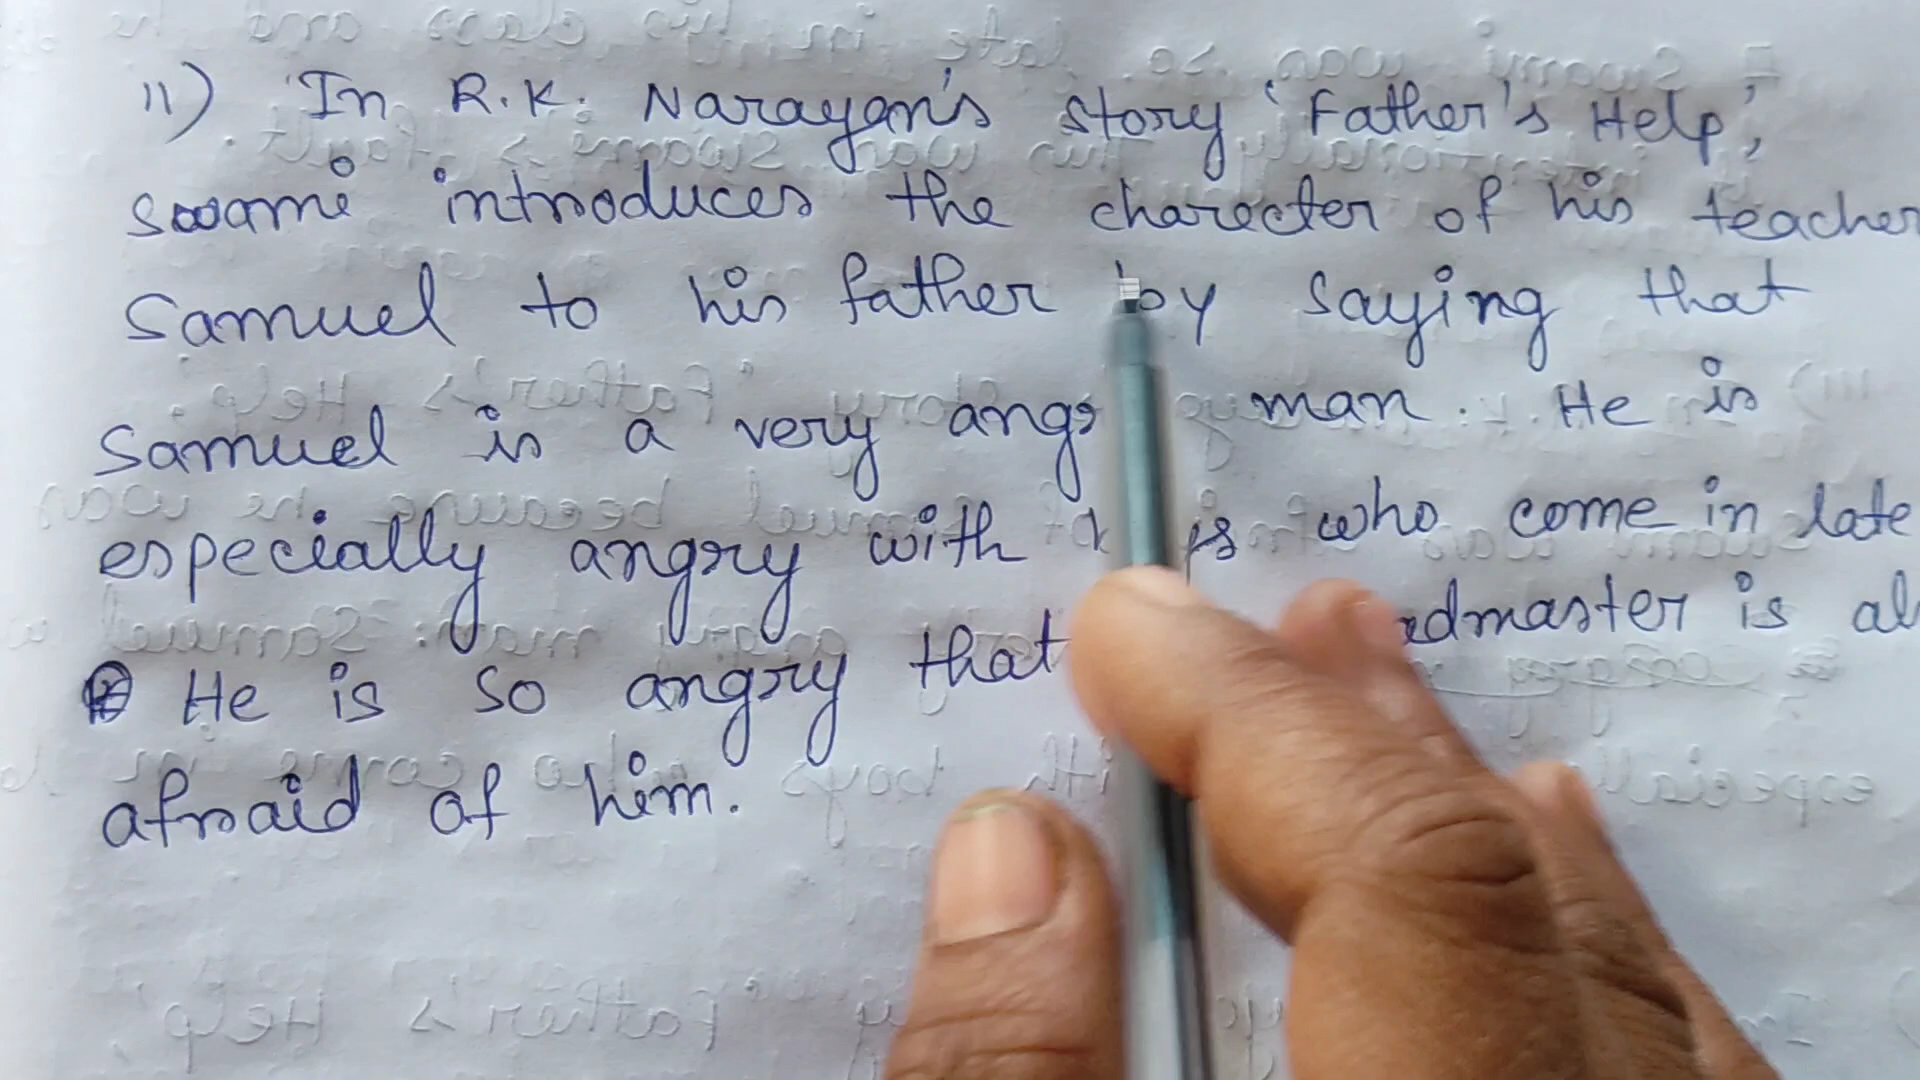 11) In R.K. Narayan's story 'Father's Help',
Swami introduces the charecter of his teacher
Samuel to his father by saying that
Samuel is a very angry man. He is
especially angry with who come in late
He is so angry that is
afraid of him.